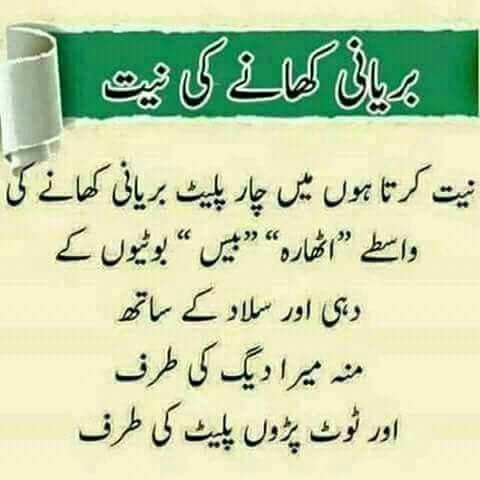 بریانی کھانے کی نیت
نیت کرتا ہوں میں چار پلیٹ بریانی کھانے کی
واسطے ”اٹھارہ“ ”بیس“ بوٹیوں کے
دہی اور سلاد کے ساتھ
منہ میرا دیگ کی طرف
اور ٹوٹ پڑوں پلیٹ کی طرف